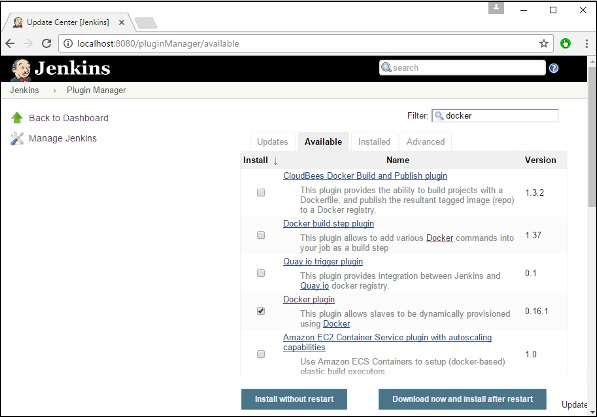 Update Center [Jenkins]
localhost:8080/pluginManager/available
Jenkins
search
Jenkins
Plugin Manager
Back to Dashboard
Manage Jenkins
Filter: docker
Updates Available Installed Advanced
Install ↓ Name Version
CloudBees Docker Build and Publish plugin
This plugin provides the ability to build projects with a
Dockerfile, and publish the resultant tagged image (repo)
to a Docker registry.
1.3.2
Docker build step plugin
This plugin allows to add various Docker commands into
your job as a build step
1.37
Quay.io trigger plugin
This plugin provides integration between Jenkins and
Quay.io docker registry.
0.1
Docker plugin
This plugin allows slaves to be dynamically provisioned
using Docker.
0.16.1
Amazon EC2 Container Service plugin with autoscaling
capabilities
Use Amazon ECS Containers to setup (docker-based)
elastic build executors.
1.0
Install without restart
Download now and install after restart
Update